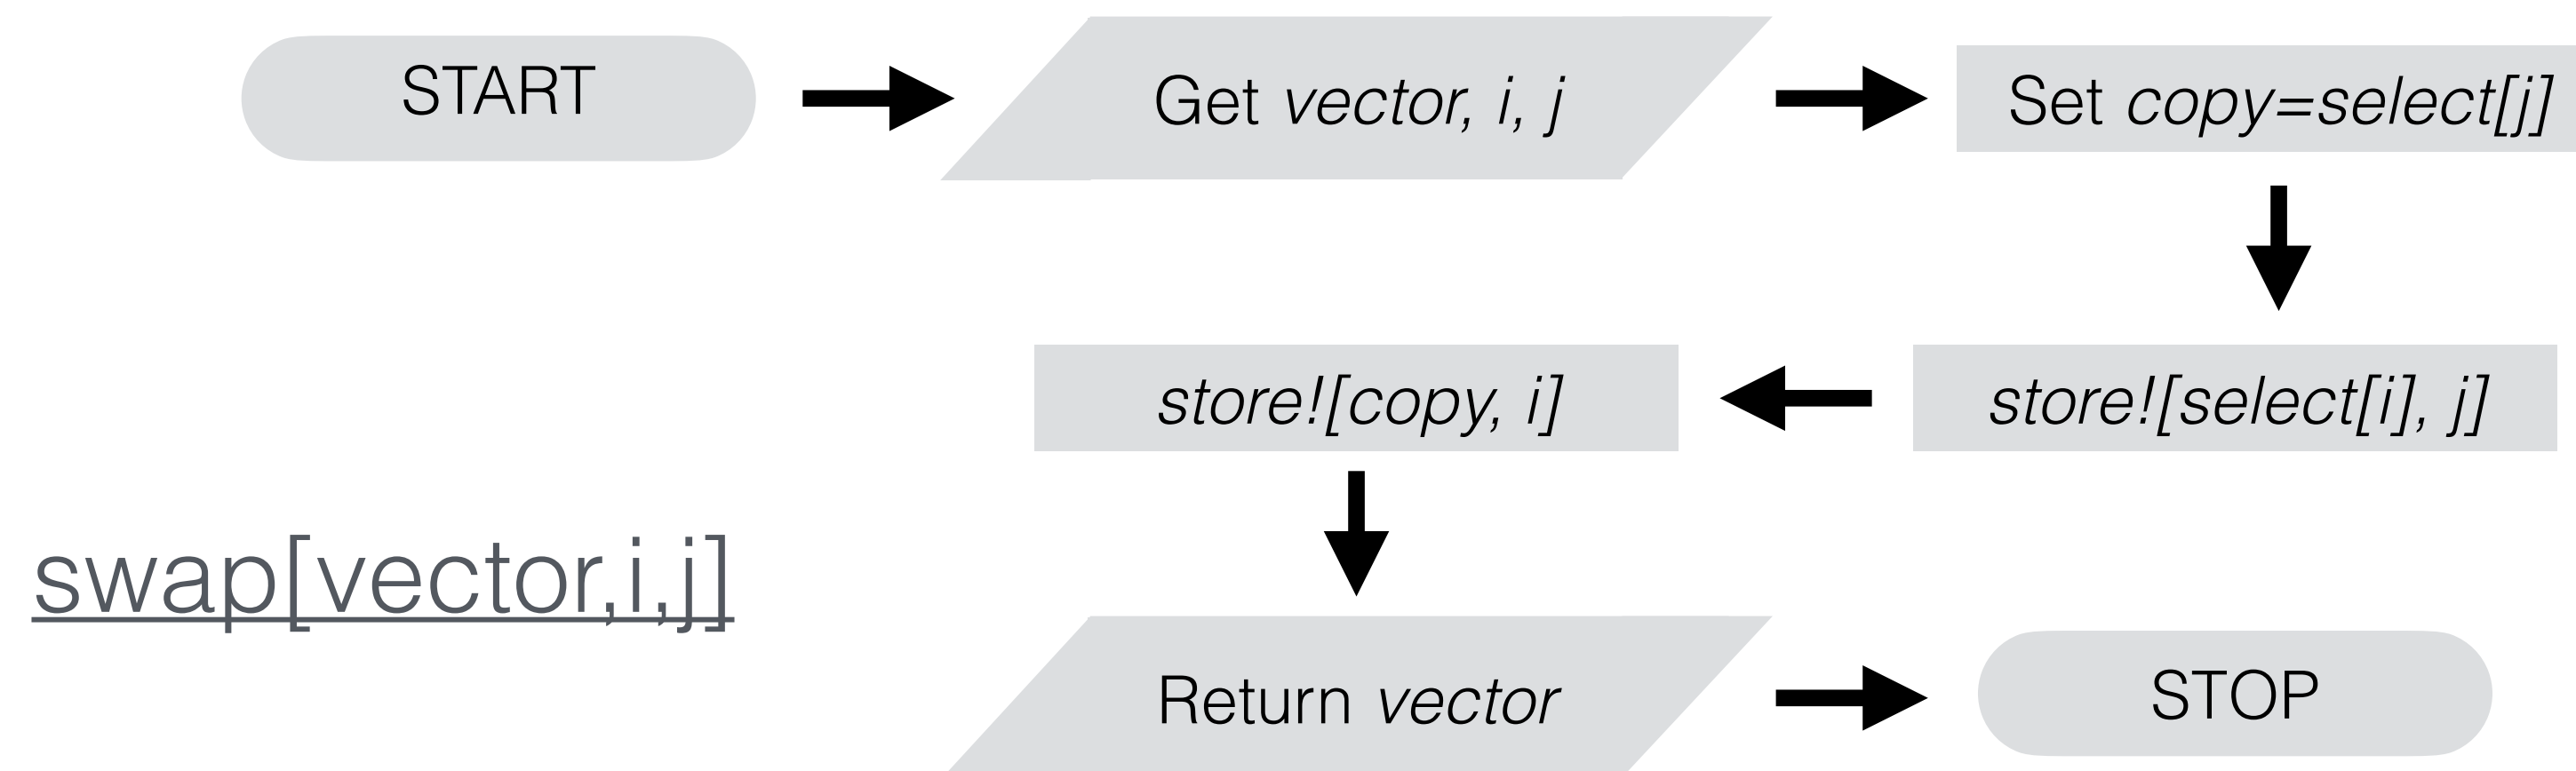 START
Get vector, i, j
Set copy=select[j]
store![select[i], j]
store![copy, i]
swap[vector,i,j]
Return vector
STOP